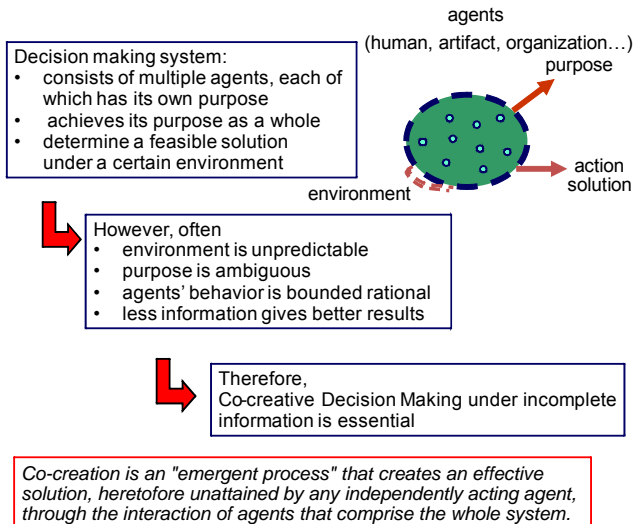 agents
(human, artifact, organization…)
purpose
Decision making system:
• consists of multiple agents, each of
which has its own purpose
• achieves its purpose as a whole
• determine a feasible solution
under a certain environment
action
solution
environment
However, often
• environment is unpredictable
• purpose is ambiguous
• agents' behavior is bounded rational
• less information gives better results
Therefore,
Co-creative Decision Making under incomplete
information is essential
Co-creation is an "emergent process" that creates an effective
solution, heretofore unattained by any independently acting agent,
through the interaction of agents that comprise the whole system.